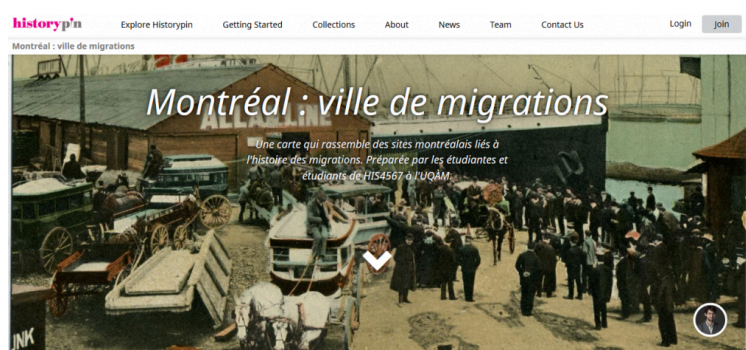 historypin Explore Historypin Getting Started Collections About News Team Contact Us Login Join
Montréal : ville de migrations
ALLAN LINE
Montréal : ville de migrations
Une carte qui rassemble des sites montréalais liés à
l'histoire des migrations. Préparée par les étudiantes et
étudiants de HIS4567 à l'UQÀM.
INK